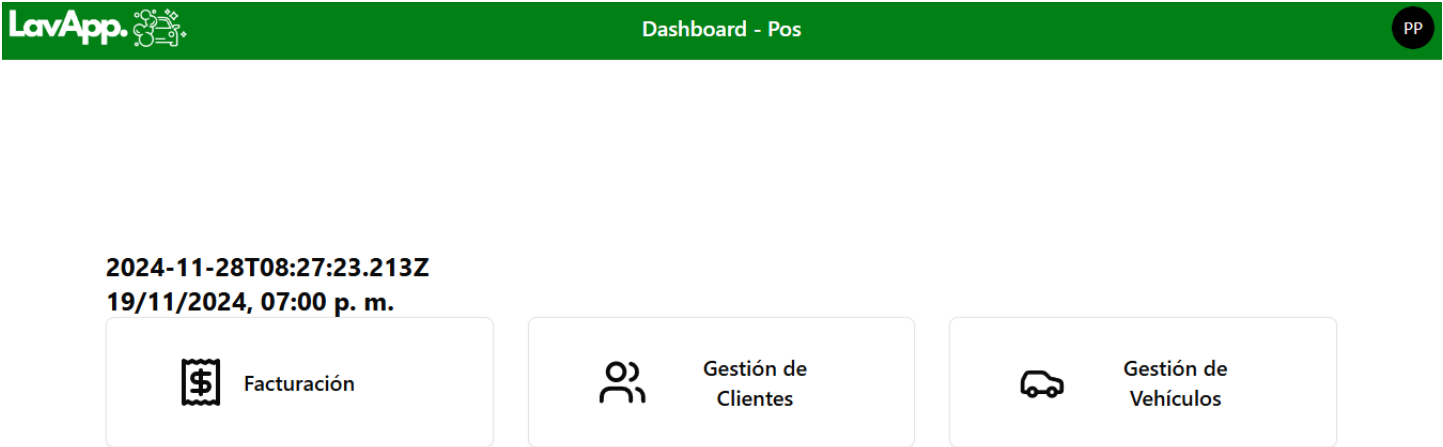 LavApp.
Dashboard - Pos
PP
2024-11-28T08:27:23.213Z
19/11/2024, 07:00 p. m.
Facturación
Gestión de
Clientes
Gestión de
Vehículos